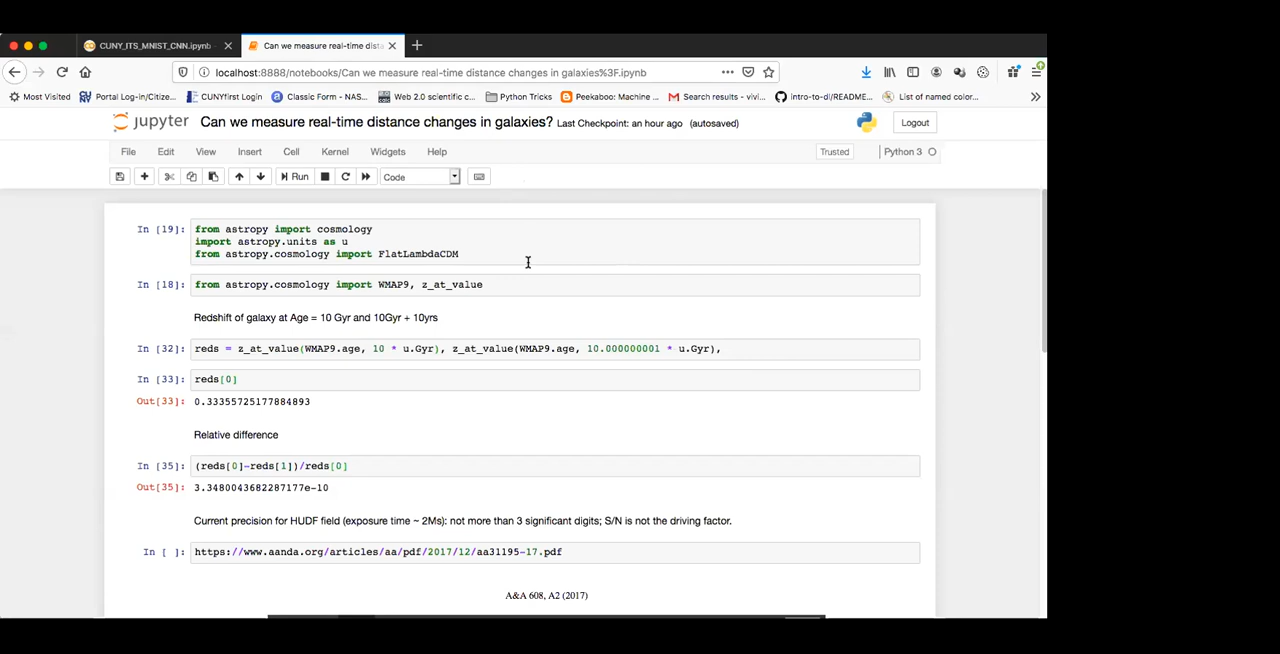 CUNY_ITS_MNIST_CNN.ipynb
Can we measure real-time dista
localhost:8888/notebooks/Can we measure real-time distance changes in galaxies%3F.ipynb
Most Visited Portal Log-in/Citize... CUNYfirst Login Classic Form - NAS... Web 2.0 scientific c... Python Tricks Peekaboo: Machine ... Search results - vivi... intro-to-dl/README... List of named color...
jupyter Can we measure real-time distance changes in galaxies? Last Checkpoint: an hour ago (autosaved) Logout
File Edit View Insert Cell Kernel Widgets Help Trusted Python 3
Run Code
In [19]: from astropy import cosmology
import astropy.units as u
from astropy.cosmology import FlatLambdaCDM
In [18]: from astropy.cosmology import WMAP9, z_at_value
Redshift of galaxy at Age = 10 Gyr and 10Gyr + 10yrs
In [32]: reds = z_at_value(WMAP9.age, 10 * u.Gyr), z_at_value(WMAP9.age, 10.000000001 * u.Gyr),
In [33]: reds[0]
Out[33]: 0.33355725177884893
Relative difference
In [35]: (reds[0]-reds[1])/reds[0]
Out[35]: 3.3480043682287177e-10
Current precision for HUDF field (exposure time ~ 2Ms): not more than 3 significant digits; S/N is not the driving factor.
In [ ]: https://www.aanda.org/articles/aa/pdf/2017/12/aa31195-17.pdf
A&A 608, A2 (2017)